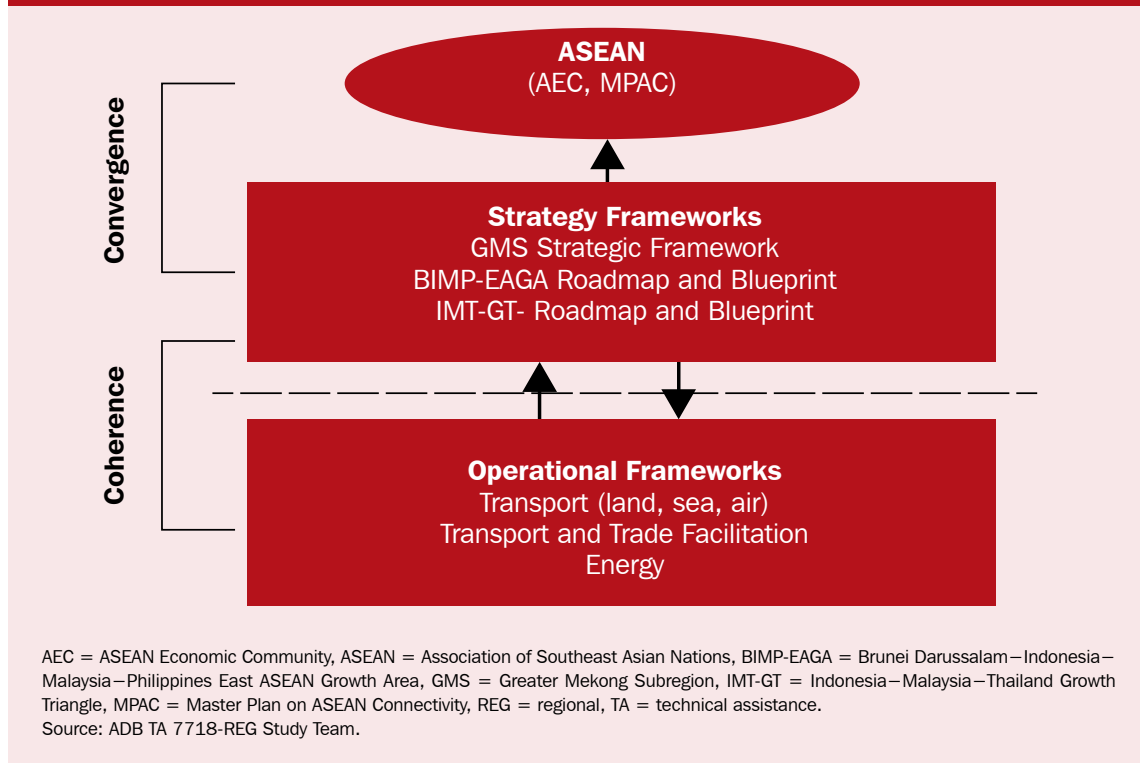 ASEAN
(AEC, MPAC)
Convergence
Strategy Frameworks
GMS Strategic Framework
BIMP-EAGA Roadmap and Blueprint
IMT-GT- Roadmap and Blueprint
Coherence
Operational Frameworks
Transport (land, sea, air)
Transport and Trade Facilitation
Energy
AEC = ASEAN Economic Community, ASEAN = Association of Southeast Asian Nations, BIMP-EAGA = Brunei Darussalam–Indonesia–
Malaysia–Philippines East ASEAN Growth Area, GMS = Greater Mekong Subregion, IMT-GT = Indonesia–Malaysia–Thailand Growth
Triangle, MPAC = Master Plan on ASEAN Connectivity, REG = regional, TA = technical assistance.
Source: ADB TA 7718-REG Study Team.